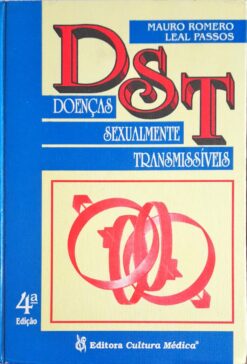 MAURO ROMERO
LEAL PASSOS
DST
DOENÇAS
SEXUALMENTE
TRANSMISSÍVEIS
4ª
Edição
Editora Cultura Médica®